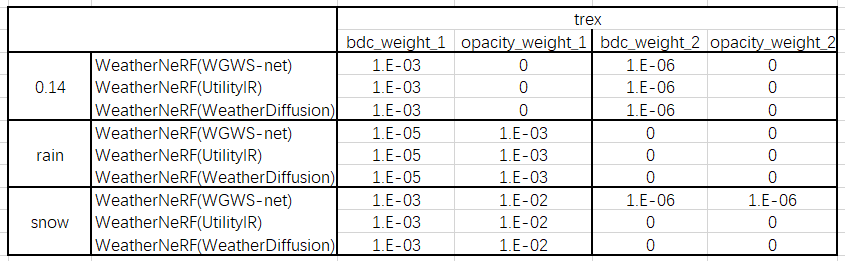 trex
bdc_weight_1 opacity_weight_1 bdc_weight_2 opacity_weight_2
WeatherNeRF(WGWS-net) 1.E-03 0 1.E-06 0
0.14 WeatherNeRF(UtilityIR) 1.E-03 0 1.E-06 0
WeatherNeRF(WeatherDiffusion) 1.E-03 0 1.E-06 0
WeatherNeRF(WGWS-net) 1.E-05 1.E-03 0 0
rain WeatherNeRF(UtilityIR) 1.E-05 1.E-03 0 0
WeatherNeRF(WeatherDiffusion) 1.E-05 1.E-03 0 0
WeatherNeRF(WGWS-net) 1.E-03 1.E-02 1.E-06 1.E-06
snow WeatherNeRF(UtilityIR) 1.E-03 1.E-02 0 0
WeatherNeRF(WeatherDiffusion) 1.E-03 1.E-02 0 0